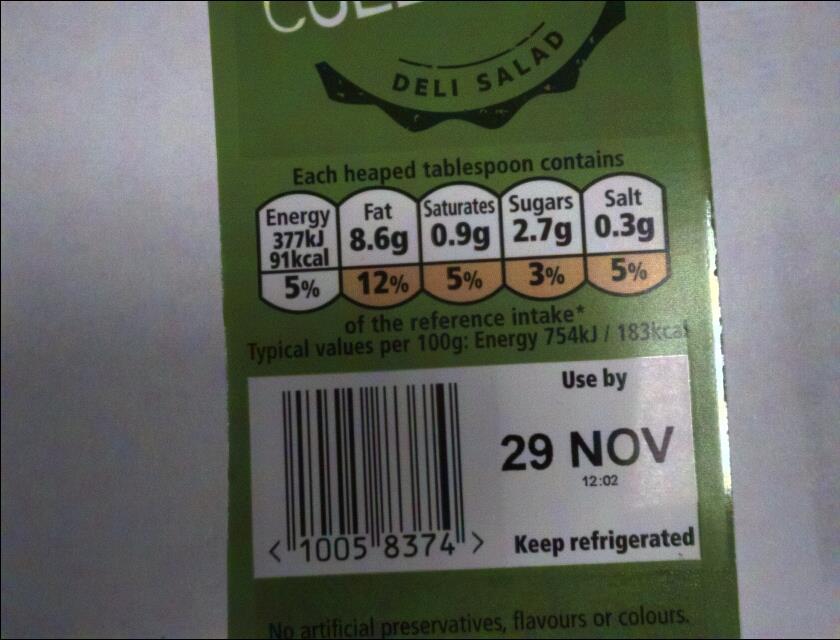 DELI SALAD
Each heaped tablespoon contains
Energy 377kJ 91kcal 5%
Fat 8.6g 12%
Saturates 0.9g 5%
Sugars 2.7g 3%
Salt 0.3g 5%
of the reference intake*
Typical values per 100g: Energy 754kJ / 183kcal
Use by
29 NOV
12:02
< 1005 8374 >
Keep refrigerated
No artificial preservatives, flavours or colours.